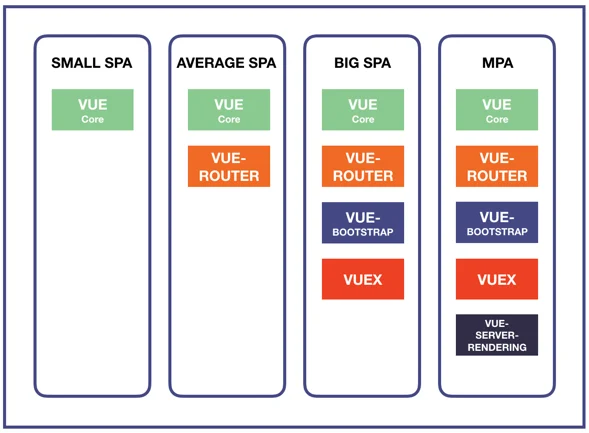 SMALL SPA
VUE
Core
AVERAGE SPA
VUE
Core
VUE-
ROUTER
BIG SPA
VUE
Core
VUE-
ROUTER
VUE-
BOOTSTRAP
VUEX
MPA
VUE
Core
VUE-
ROUTER
VUE-
BOOTSTRAP
VUEX
VUE-
SERVER-
RENDERING